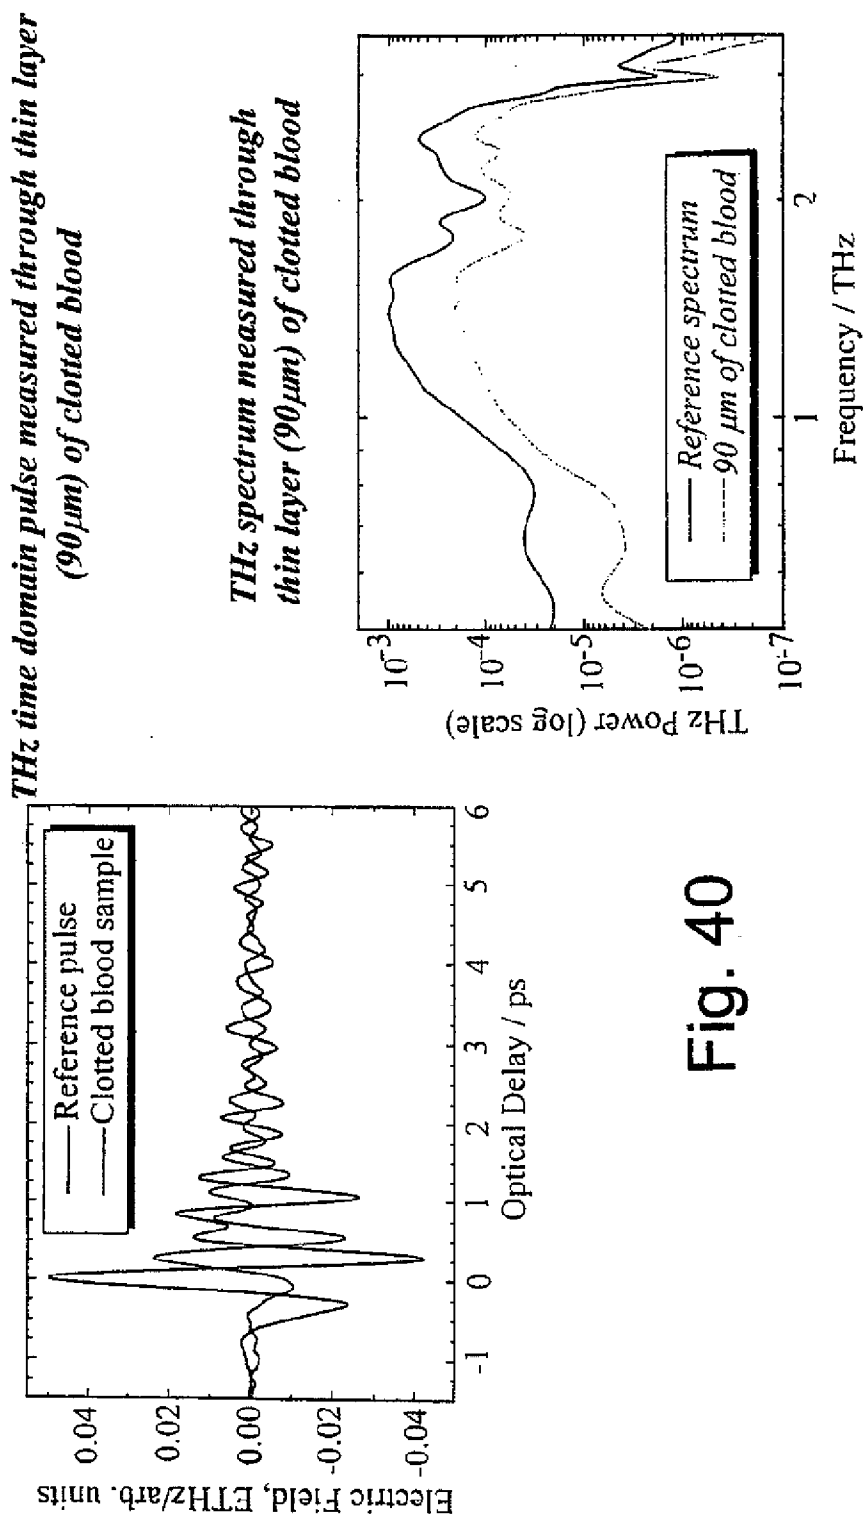 THz time domain pulse measured through thin layer
(90μm) of clotted blood
Electric Field, ETHz/arb. units
0.04
0.02
0.00
-0.02
-0.04
Reference pulse
Clotted blood sample
-1
0
1
2
3
4
5
6
Optical Delay / ps
THz spectrum measured through
thin layer (90μm) of clotted blood
THz Power (log scale)
10-3
10-4
10-5
10-6
10-7
Reference spectrum
90 μm of clotted blood
1
2
Frequency / THz
Fig. 40